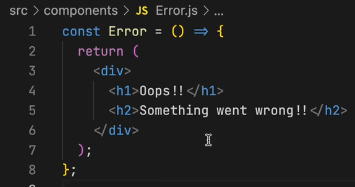 src > components > JS Error.js > ...
1 const Error = () => {
2   return (
3     <div>
4       <h1>Oops!!</h1>
5       <h2>Something went wrong!!</h2>
6     </div>
7   );
8 };